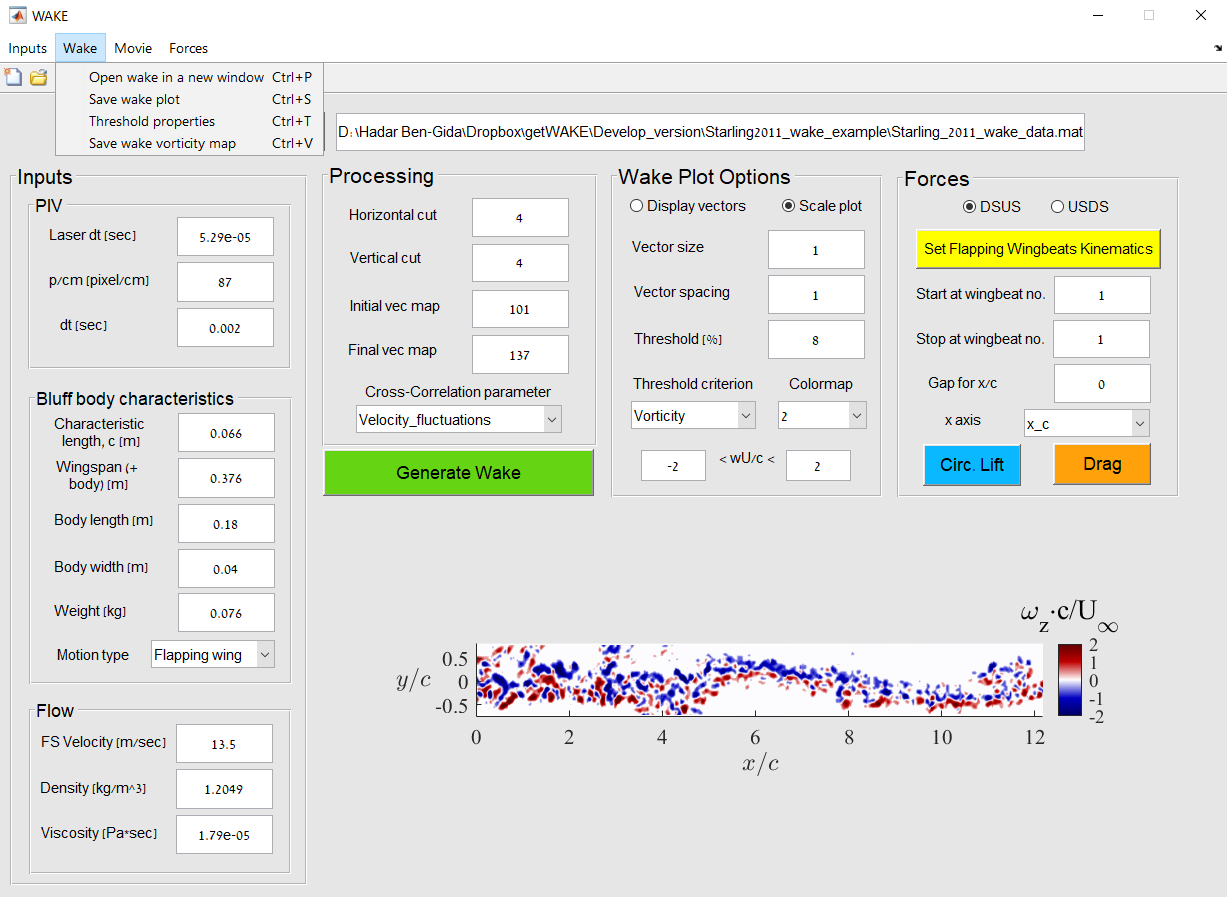 WAKE
Inputs Wake Movie Forces
Open wake in a new window Ctrl+P
Save wake plot Ctrl+S
Threshold properties Ctrl+T
Save wake vorticity map Ctrl+V
D:\Hadar Ben-Gida\Dropbox\getWAKE\Develop_version\Starling2011_wake_example\Starling_2011_wake_data.mat
Inputs
PIV
Laser dt [sec] 5.29e-05
p/cm [pixel/cm] 87
dt [sec] 0.002
Bluff body characteristics
Characteristic
length, c [m] 0.066
Wingspan (+
body) [m] 0.376
Body length [m] 0.18
Body width [m] 0.04
Weight [kg] 0.076
Motion type Flapping wing
Flow
FS Velocity [m/sec] 13.5
Density [kg/m^3] 1.2049
Viscosity [Pa*sec] 1.79e-05
Processing
Horizontal cut 4
Vertical cut 4
Initial vec map 101
Final vec map 137
Cross-Correlation parameter
Velocity_fluctuations
Generate Wake
Wake Plot Options
Display vectors Scale plot
Vector size 1
Vector spacing 1
Threshold [%] 8
Threshold criterion Colormap
Vorticity 2
-2 < wU/c < 2
Forces
DSUS USDS
Set Flapping Wingbeats Kinematics
Start at wingbeat no. 1
Stop at wingbeat no. 1
Gap for x/c 0
x axis x_c
Circ. Lift Drag
ω_z·c/U_∞
y/c
0.5
0
-0.5
0 2 4 6 8 10 12
x/c
2
1
0
-1
-2